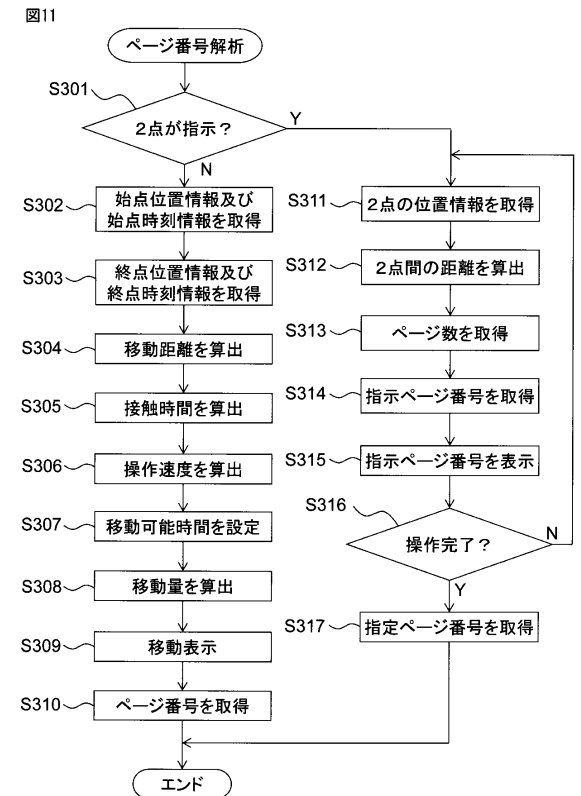 図11
ページ番号解析
S301
2点が指示？
Y
N
S302
始点位置情報及び
始点時刻情報を取得
S303
終点位置情報及び
終点時刻情報を取得
S304
移動距離を算出
S305
接触時間を算出
S306
操作速度を算出
S307
移動可能時間を設定
S308
移動量を算出
S309
移動表示
S310
ページ番号を取得
S311
2点の位置情報を取得
S312
2点間の距離を算出
S313
ページ数を取得
S314
指示ページ番号を取得
S315
指示ページ番号を表示
S316
操作完了？
N
Y
S317
指定ページ番号を取得
エンド